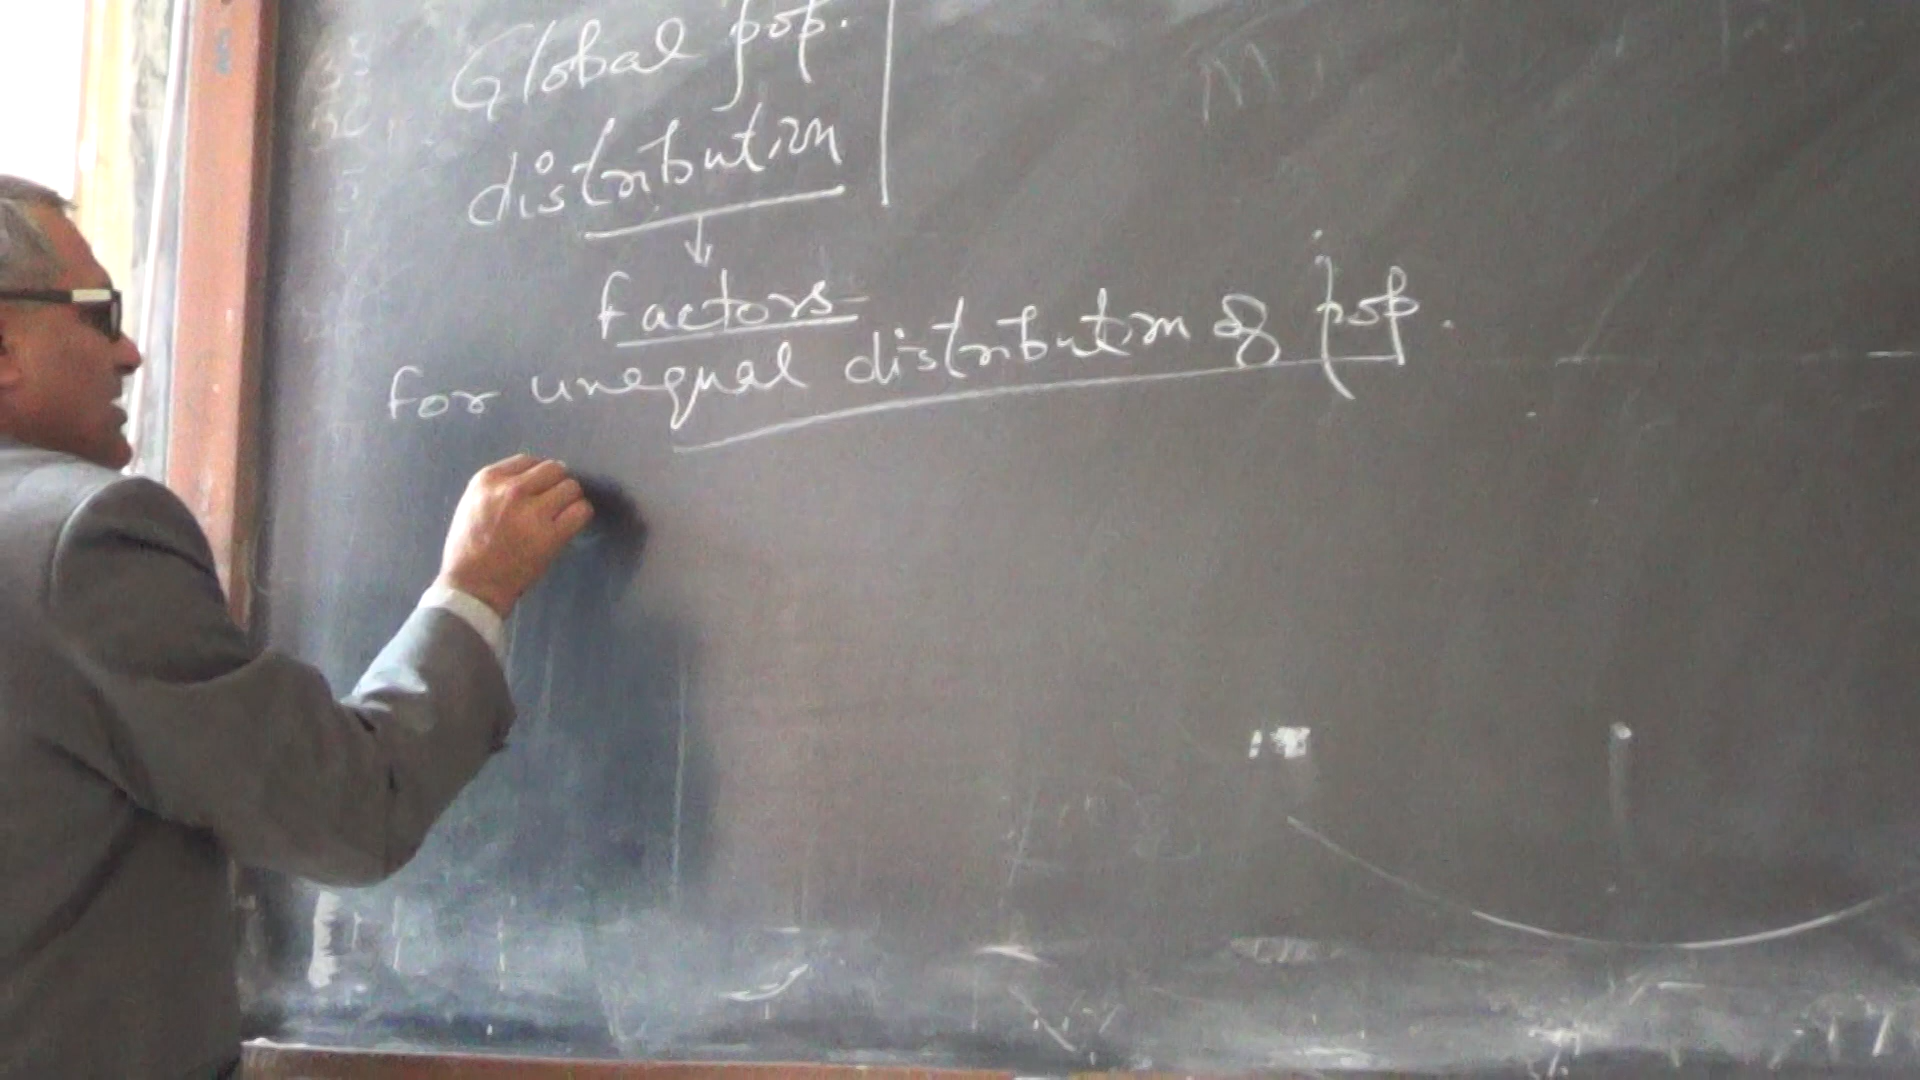 Global pop.
distribution
↓
Factors
for unequal distribution of pop.